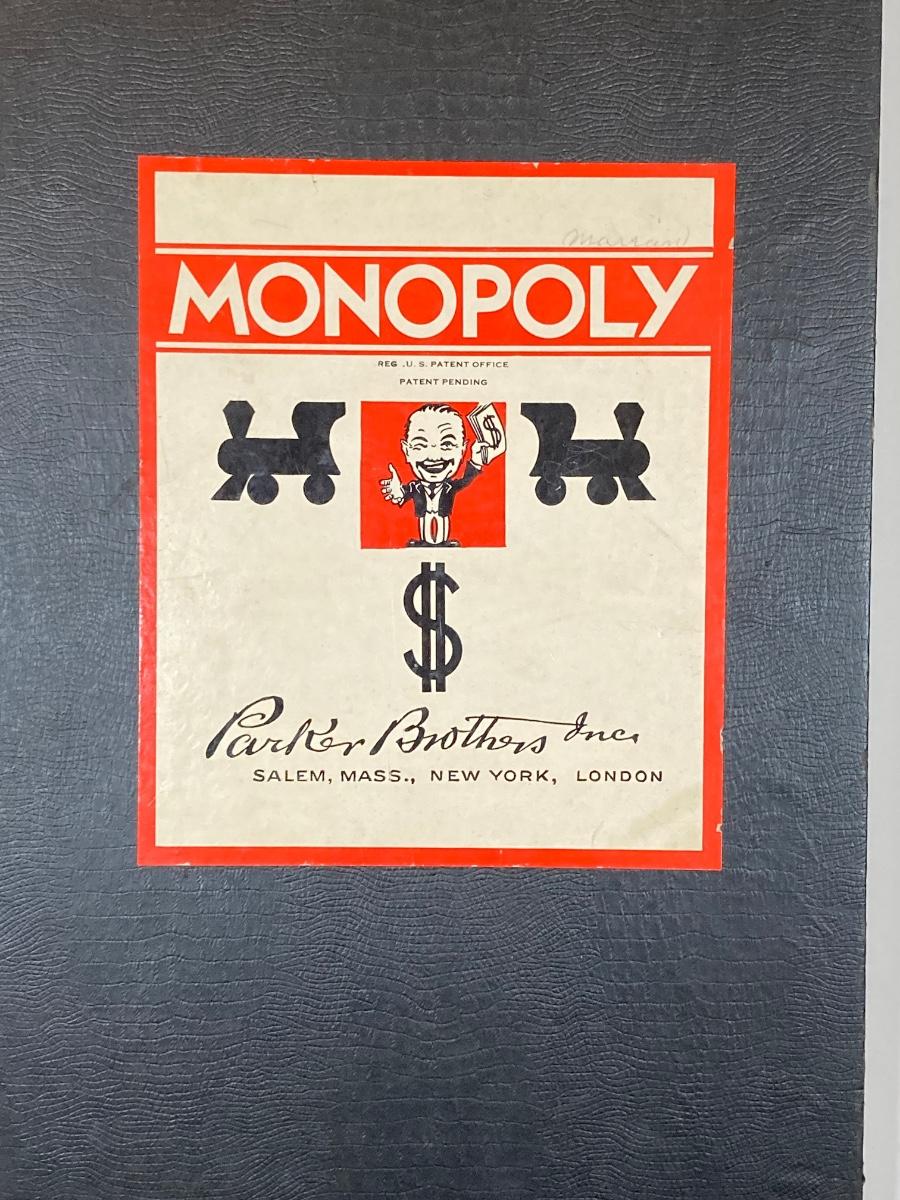 MONOPOLY
REG. U. S. PATENT OFFICE
PATENT PENDING
$
$
Parker Brothers Inc.
SALEM, MASS., NEW YORK, LONDON